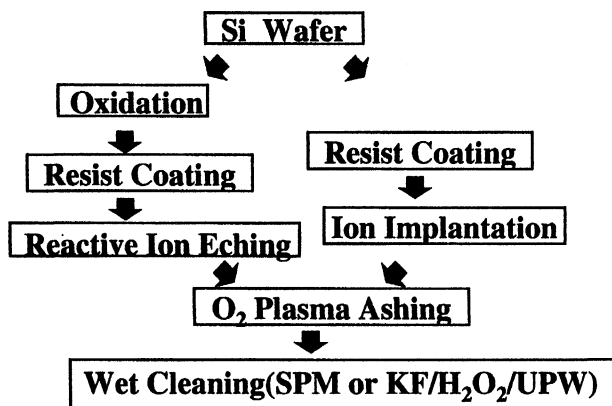 Si Wafer
Oxidation
Resist Coating
Reactive Ion Eching
Resist Coating
Ion Implantation
O₂ Plasma Ashing
Wet Cleaning(SPM or KF/H₂O₂/UPW)